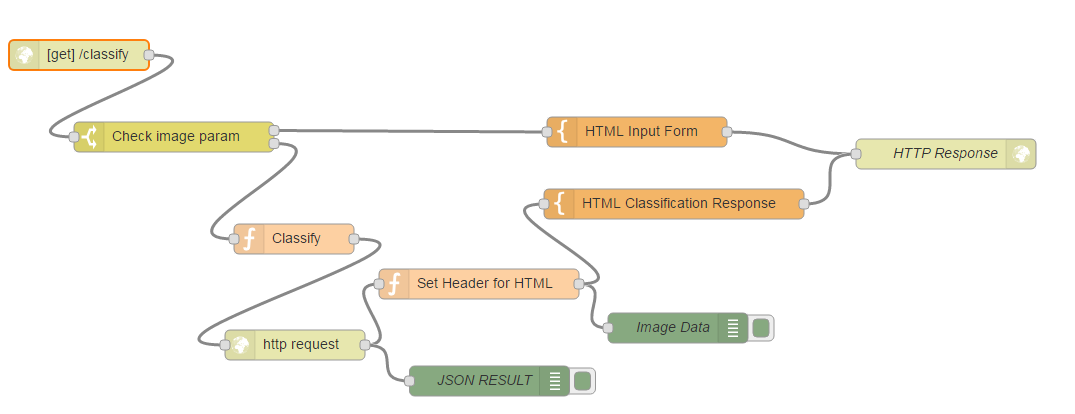 [get] /classify
Check image param
HTML Input Form
HTTP Response
HTML Classification Response
Classify
Set Header for HTML
Image Data
http request
JSON RESULT